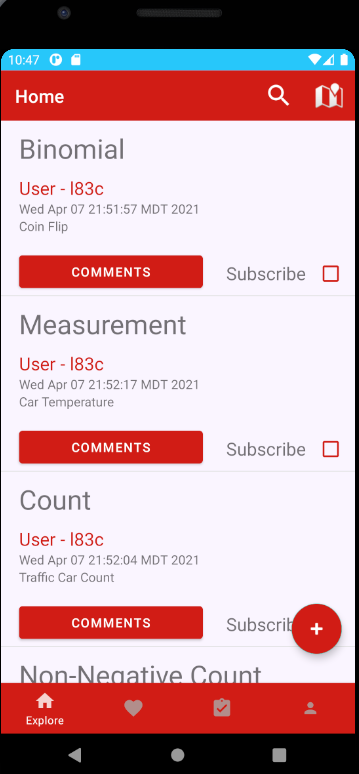 10:47
Home
Binomial
User - l83c
Wed Apr 07 21:51:57 MDT 2021
Coin Flip
COMMENTS Subscribe
Measurement
User - l83c
Wed Apr 07 21:52:17 MDT 2021
Car Temperature
COMMENTS Subscribe
Count
User - l83c
Wed Apr 07 21:52:04 MDT 2021
Traffic Car Count
COMMENTS Subscrib
+
Non-Negative Count
Explore